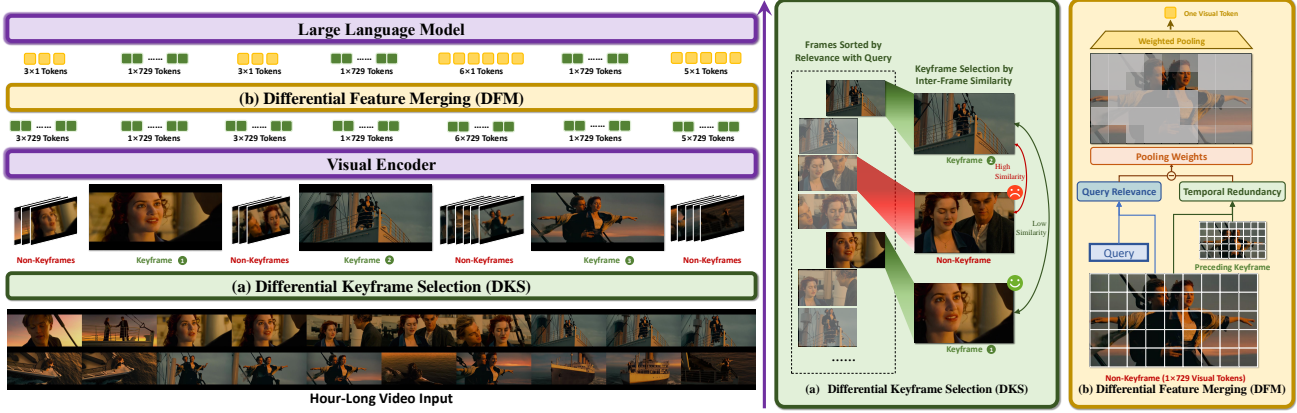 Large Language Model
3×1 Tokens
1×729 Tokens
3×1 Tokens
1×729 Tokens
6×1 Tokens
1×729 Tokens
5×1 Tokens
(b) Differential Feature Merging (DFM)
3×729 Tokens
1×729 Tokens
3×729 Tokens
1×729 Tokens
6×729 Tokens
1×729 Tokens
5×729 Tokens
Visual Encoder
Non-Keyframes
Keyframe 1
Non-Keyframes
Keyframe 2
Non-Keyframes
Keyframe 3
Non-Keyframes
(a) Differential Keyframe Selection (DKS)
Hour-Long Video Input
Frames Sorted by
Relevance with Query
Keyframe Selection by
Inter-Frame Similarity
Keyframe 2
High
Similarity
Non-Keyframe
Low
Similarity
Keyframe 1
......
(a) Differential Keyframe Selection (DKS)
One Visual Token
Weighted Pooling
Pooling Weights
Query Relevance
Temporal Redundancy
Query
Preceding Keyframe
Non-Keyframe (1×729 Visual Tokens)
(b) Differential Feature Merging (DFM)